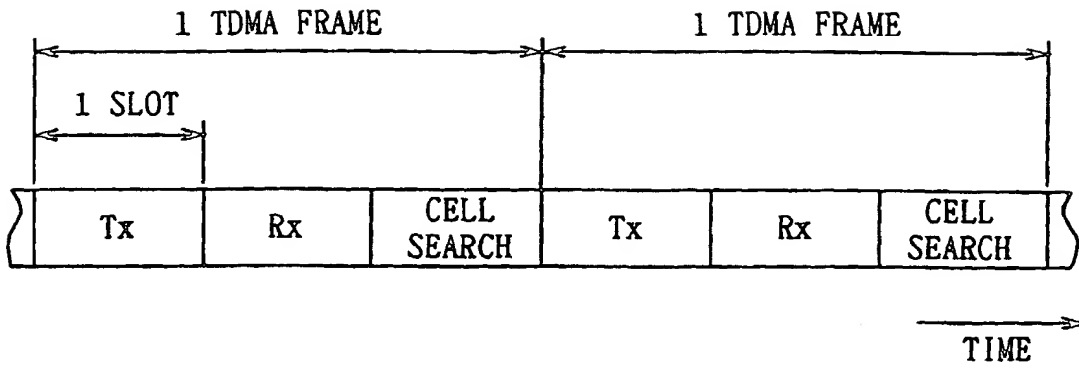 1 TDMA FRAME
1 TDMA FRAME
1 SLOT
Tx
Rx
CELL
SEARCH
Tx
Rx
CELL
SEARCH
TIME